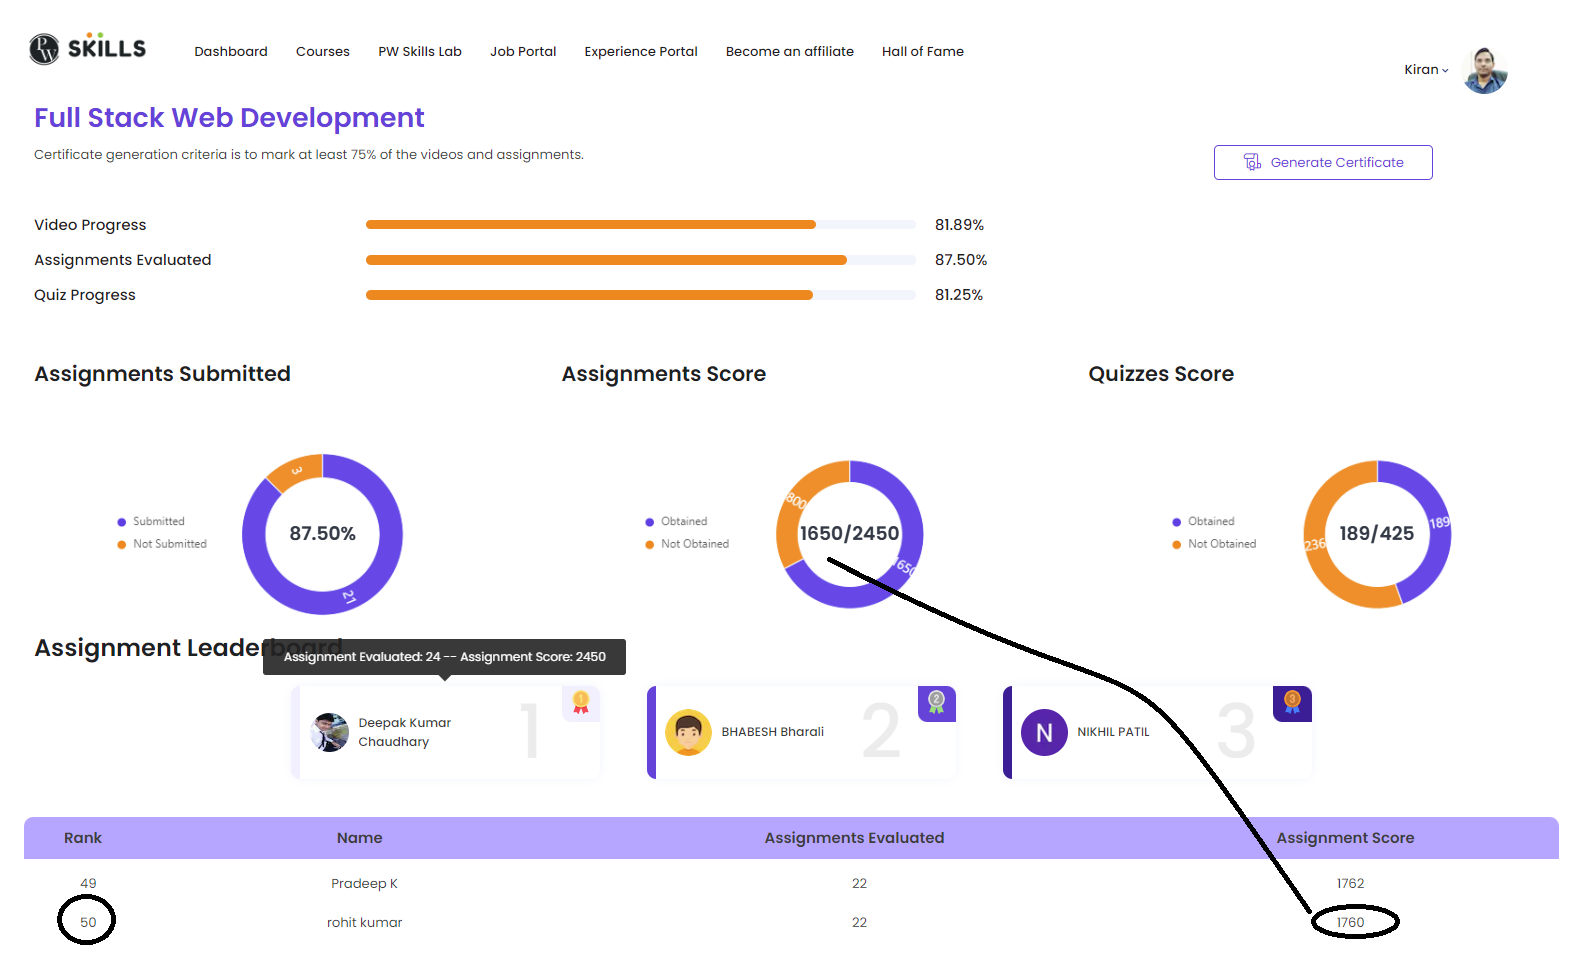 PW SKILLS
Dashboard Courses PW Skills Lab Job Portal Experience Portal Become an affiliate Hall of Fame
Kiran
Full Stack Web Development
Certificate generation criteria is to mark at least 75% of the videos and assignments.
Generate Certificate
Video Progress 81.89%
Assignments Evaluated 87.50%
Quiz Progress 81.25%
Assignments Submitted Assignments Score Quizzes Score
Submitted
Not Submitted
3
87.50%
21
Obtained
Not Obtained
800
1650/2450
1650
Obtained
Not Obtained
189
236
189/425
Assignment Leaderboard
Assignment Evaluated: 24 -- Assignment Score: 2450
Deepak Kumar
Chaudhary
1
1
BHABESH Bharali
2
2
N
NIKHIL PATIL
3
3
Rank Name Assignments Evaluated Assignment Score
49 Pradeep K 22 1762
50 rohit kumar 22 1760